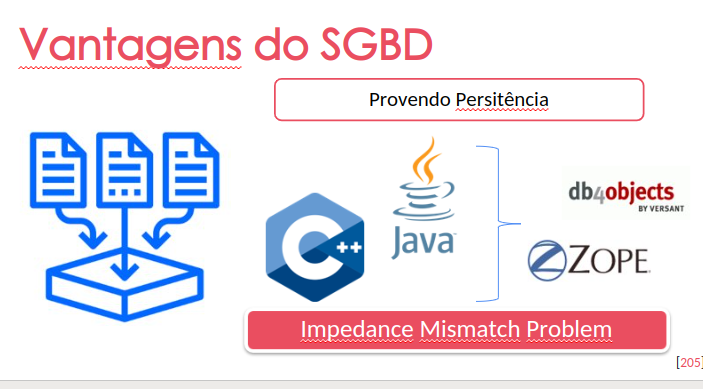 Vantagens do SGBD
Provendo Persitência
C++
Java
db4objects
BY VERSANT
ZOPE
Impedance Mismatch Problem
[205]